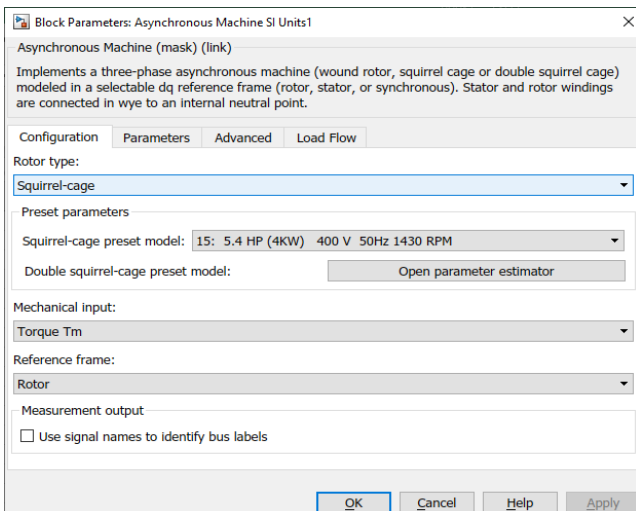 Block Parameters: Asynchronous Machine SI Units1
Asynchronous Machine (mask) (link)
Implements a three-phase asynchronous machine (wound rotor, squirrel cage or double squirrel cage)
modeled in a selectable dq reference frame (rotor, stator, or synchronous). Stator and rotor windings
are connected in wye to an internal neutral point.
Configuration Parameters Advanced Load Flow
Rotor type:
Squirrel-cage
Preset parameters
Squirrel-cage preset model: 15: 5.4 HP (4KW) 400 V 50Hz 1430 RPM
Double squirrel-cage preset model: Open parameter estimator
Mechanical input:
Torque Tm
Reference frame:
Rotor
Measurement output
Use signal names to identify bus labels
OK Cancel Help Apply